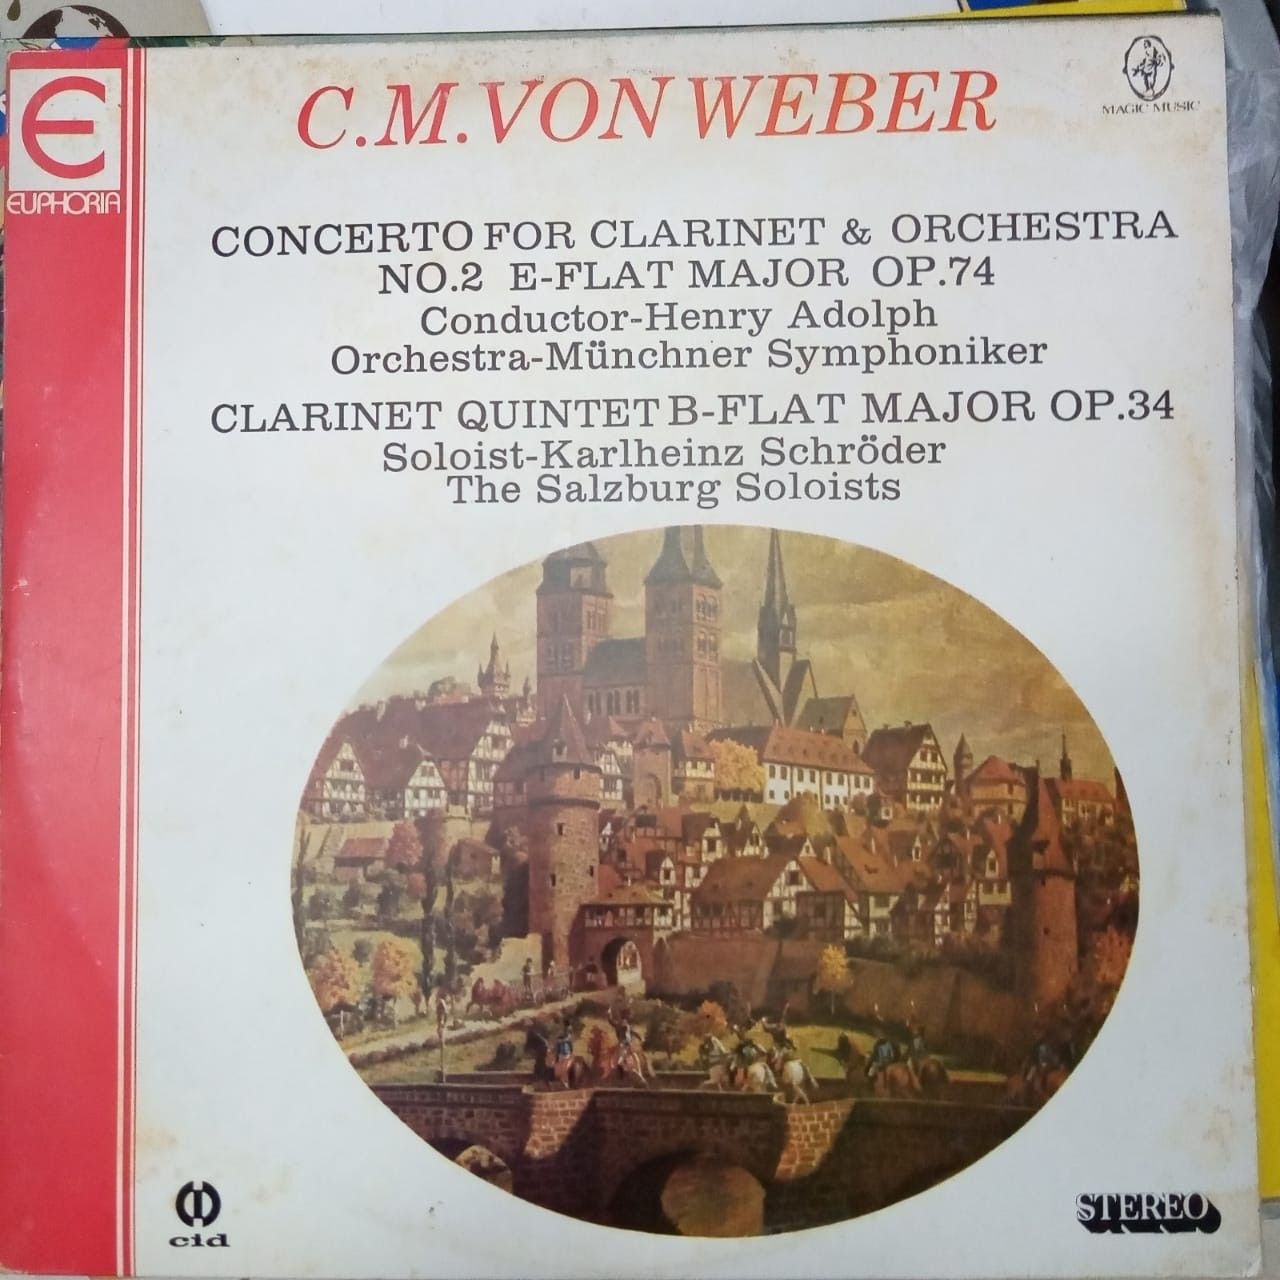 E
EUPHORIA
C.M.VON WEBER
MAGIC MUSIC
CONCERTO FOR CLARINET & ORCHESTRA
NO.2 E-FLAT MAJOR OP.74
Conductor-Henry Adolph
Orchestra-Münchner Symphoniker
CLARINET QUINTET B-FLAT MAJOR OP.34
Soloist-Karlheinz Schröder
The Salzburg Soloists
cid
STEREO